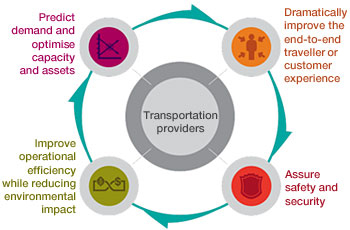 Predict
demand and
optimise
capacity
and assets
Dramatically
improve the
end-to-end
traveller or
customer
experience
Transportation
providers
Improve
operational
efficiency
while reducing
environmental
impact
Assure
safety and
security